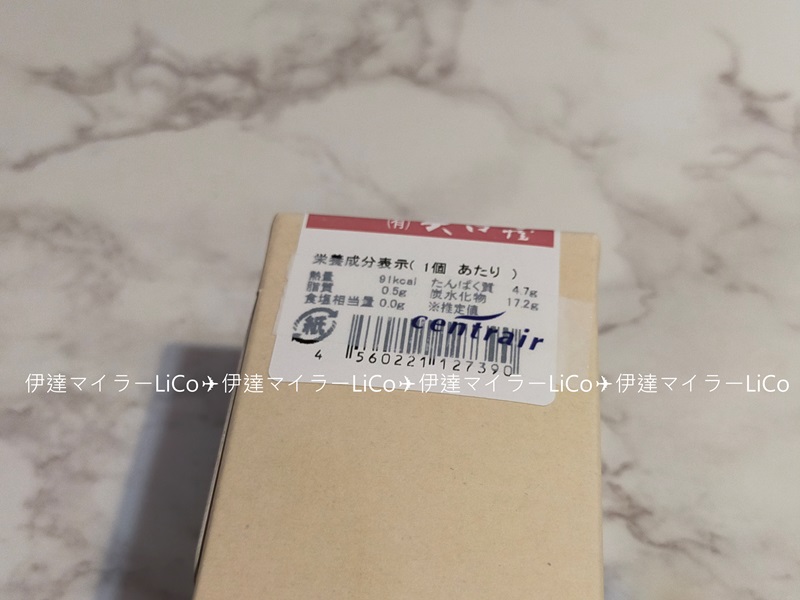 (有)
栄養成分表示( 1個 あたり )
熱量 91kcal たんぱく質 4.7g
脂質 0.5g 炭水化物 17.2g
食塩相当量 0.0g ※推定値
紙 centrair
4 560221 127390
伊達マイラーLiCo✈伊達マイラーLiCo✈伊達マイラーLiCo✈伊達マイラーLiCo